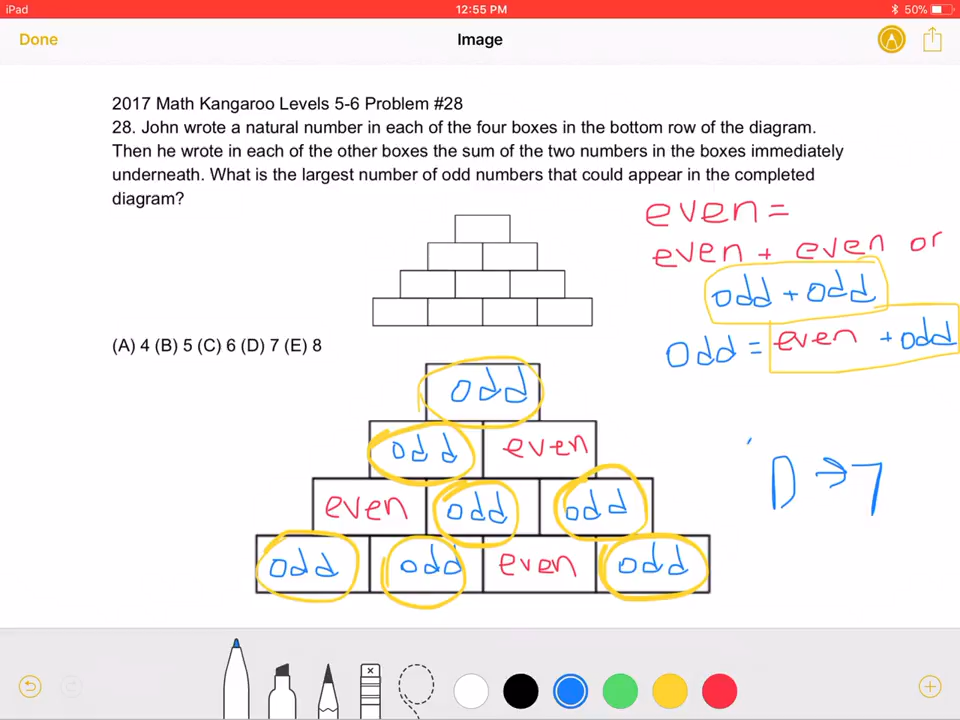 iPad 12:55 PM 50%
Done Image
2017 Math Kangaroo Levels 5-6 Problem #28
28. John wrote a natural number in each of the four boxes in the bottom row of the diagram.
Then he wrote in each of the other boxes the sum of the two numbers in the boxes immediately
underneath. What is the largest number of odd numbers that could appear in the completed
diagram?
even =
even + even or
odd + odd
odd = even + odd
(A) 4 (B) 5 (C) 6 (D) 7 (E) 8
odd
odd even
even odd odd
odd odd even odd
D → 7